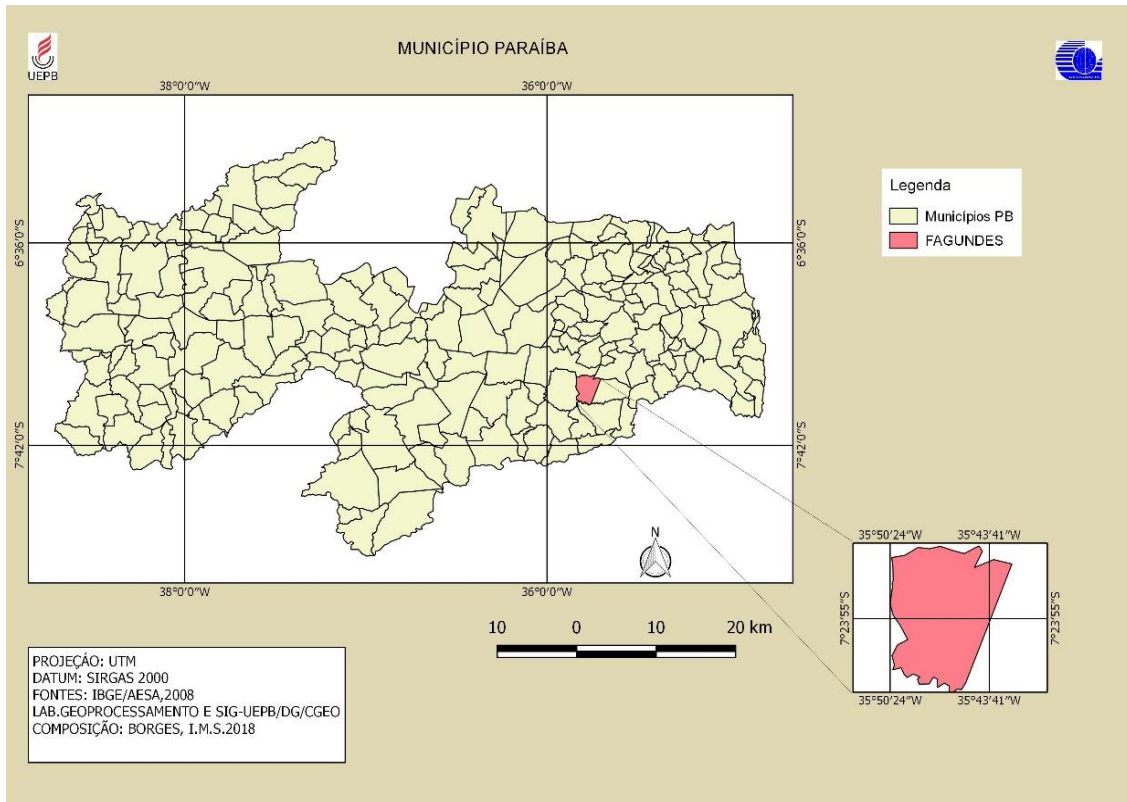 MUNICÍPIO PARAÍBA
UEPB
38°0'0"W
36°0'0"W
6°36'0"S
6°36'0"S
7°42'0"S
7°42'0"S
38°0'0"W
36°0'0"W
Legenda
Municípios PB
FAGUNDES
N
10 0 10 20 km
35°50'24"W
35°43'41"W
7°23'55"S
7°23'55"S
35°50'24"W
35°43'41"W
PROJEÇÃO: UTM
DATUM: SIRGAS 2000
FONTES: IBGE/AESA,2008
LAB.GEOPROCESSAMENTO E SIG-UEPB/DG/CGEO
COMPOSIÇÃO: BORGES, I.M.S.2018